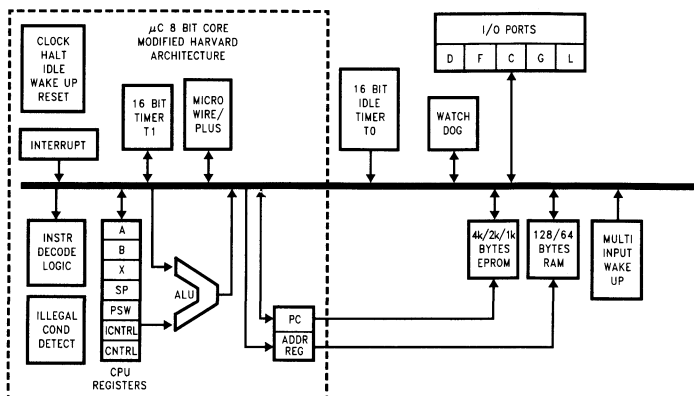 CLOCK
HALT
IDLE
WAKE UP
RESET
μC 8 BIT CORE
MODIFIED HARVARD
ARCHITECTURE
I/O PORTS
D F C G L
16 BIT
TIMER
T1
MICRO
WIRE/
PLUS
16 BIT
IDLE
TIMER
T0
WATCH
DOG
INTERRUPT
INSTR
DECODE
LOGIC
ILLEGAL
COND
DETECT
A
B
X
SP
PSW
ICNTRL
CNTRL
CPU
REGISTERS
ALU
PC
ADDR
REG
4k/2k/1k
BYTES
EPROM
128/64
BYTES
RAM
MULTI
INPUT
WAKE
UP